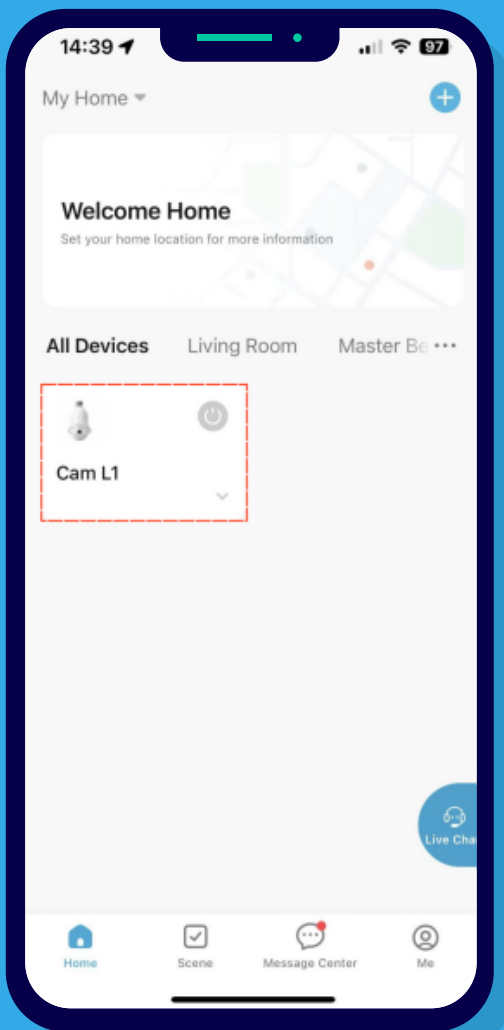 14:39
97
My Home
Welcome Home
Set your home location for more information
All Devices Living Room Master Be
Cam L1
Live Cha
Home Scene Message Center Me